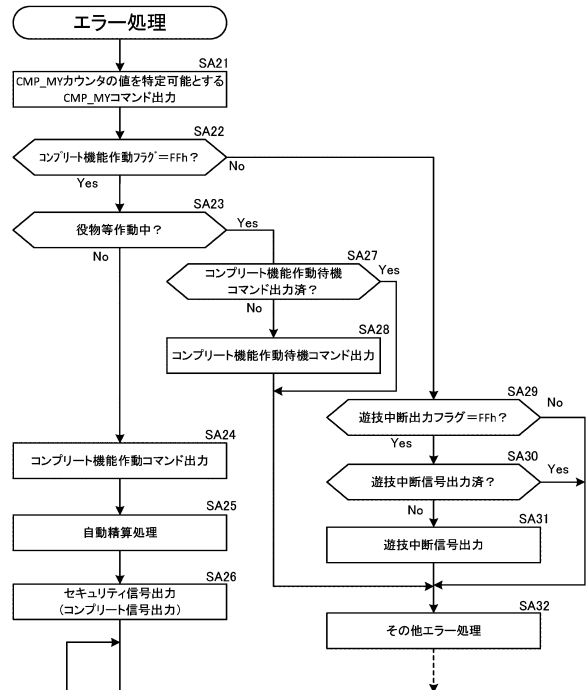 エラー処理
SA21
CMP_MYカウンタの値を特定可能とする
CMP_MYコマンド出力
SA22
コンプリート機能作動フラグ=FFh?
No
Yes
SA23
役物等作動中?
Yes
No
SA27
コンプリート機能作動待機
コマンド出力済?
Yes
No
SA28
コンプリート機能作動待機コマンド出力
SA29
遊技中断出力フラグ=FFh?
No
Yes
SA24
コンプリート機能作動コマンド出力
SA30
遊技中断信号出力済?
Yes
No
SA25
自動精算処理
SA31
遊技中断信号出力
SA26
セキュリティ信号出力
(コンプリート信号出力)
SA32
その他エラー処理